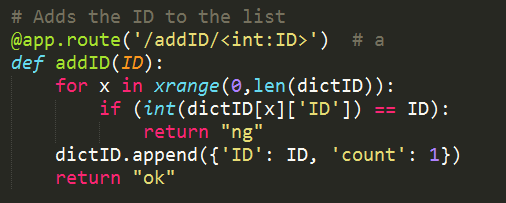 # Adds the ID to the list
@app.route('/addID/<int:ID>')  # a
def addID(ID):
    for x in xrange(0,len(dictID)):
        if (int(dictID[x]['ID']) == ID):
            return "ng"
    dictID.append({'ID': ID, 'count': 1})
    return "ok"